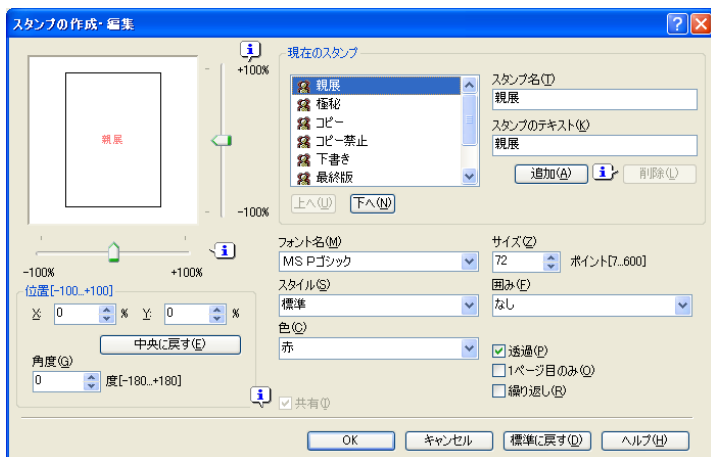 スタンプの作成・編集
+100%
親展
-100%
-100%
+100%
位置[-100...+100]
X: 0 % Y: 0 %
中央に戻す(E)
角度(G)
0 度[-180...+180]
現在のスタンプ
親展
極秘
コピー
コピー禁止
下書き
最終版
上へ(U)
下へ(N)
スタンプ名(T)
親展
スタンプのテキスト(K)
親展
追加(A)
削除(L)
フォント名(M)
MS Pゴシック
サイズ(Z)
72 ポイント[7...600]
スタイル(S)
標準
囲み(F)
なし
色(C)
赤
透過(P)
1ページ目のみ(O)
繰り返し(R)
共有(I)
OK
キャンセル
標準に戻す(D)
ヘルプ(H)